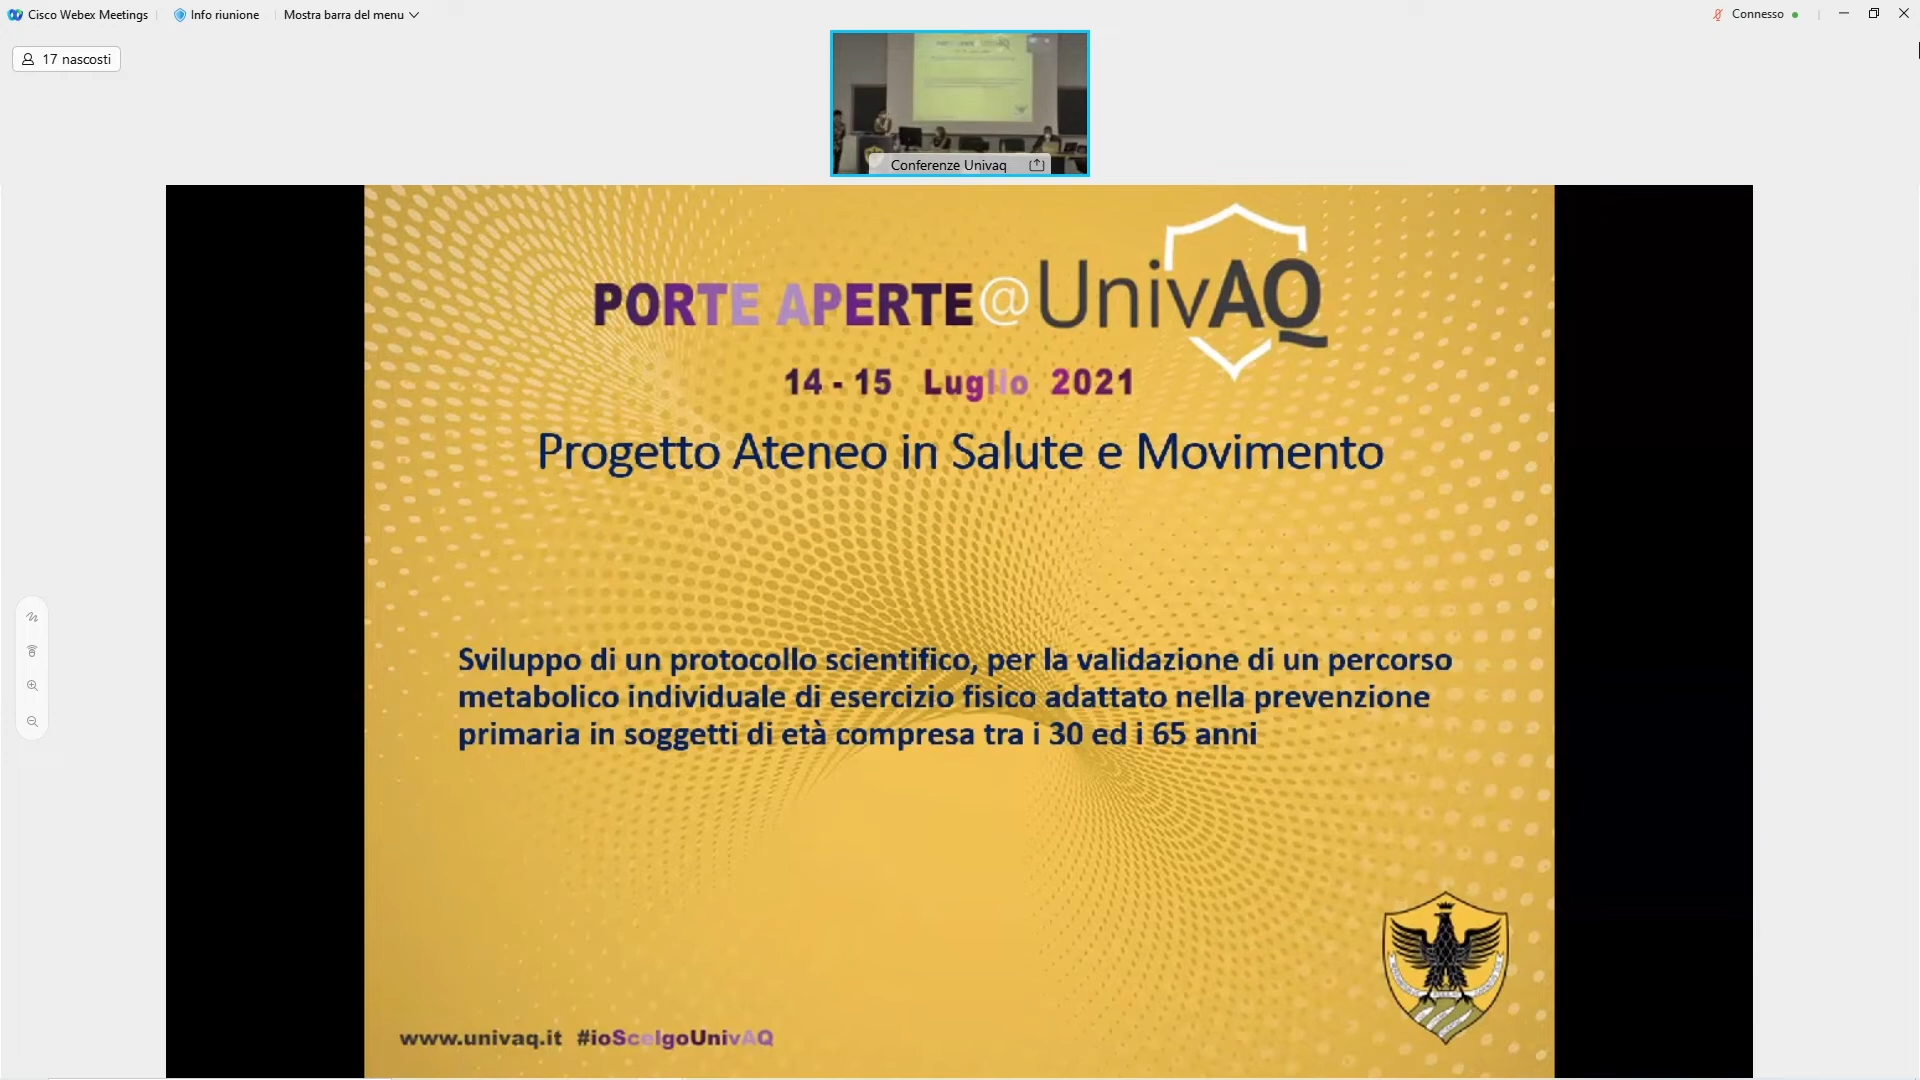 Cisco Webex Meetings
Info riunione
Mostra barra del menu
Connesso
17 nascosti
Conferenze Univaq
PORTE APERTE@UnivAQ
14 - 15 Luglio 2021
Progetto Ateneo in Salute e Movimento
Sviluppo di un protocollo scientifico, per la validazione di un percorso
metabolico individuale di esercizio fisico adattato nella prevenzione
primaria in soggetti di età compresa tra i 30 ed i 65 anni
www.univaq.it #ioScelgoUnivAQ